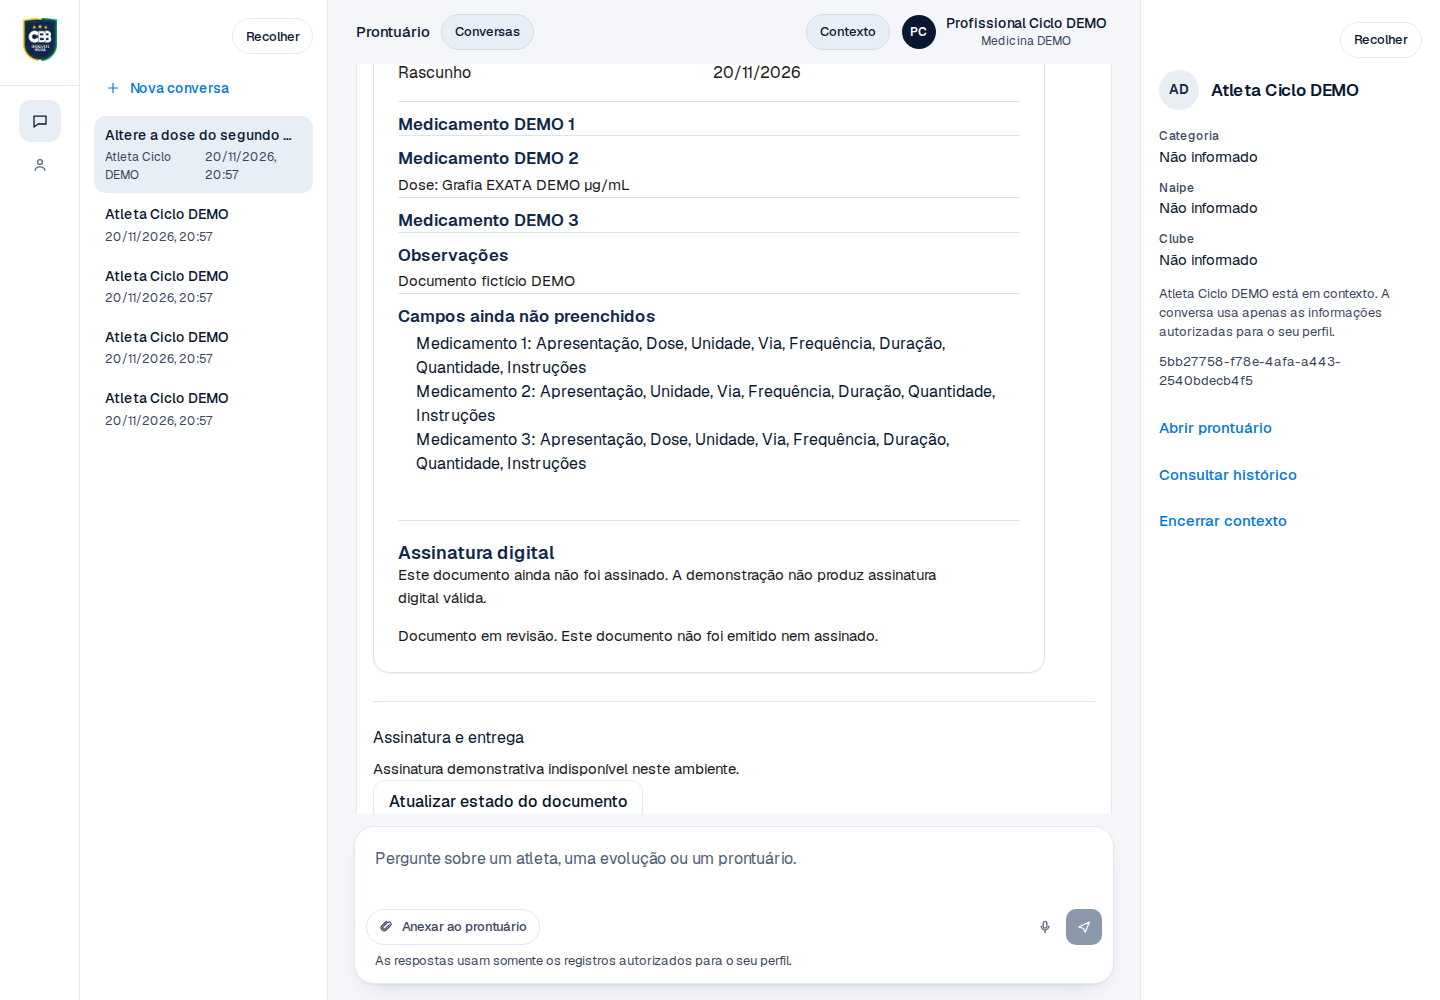 CBB
Recolher
Nova conversa
Altere a dose do segundo ...
Atleta Ciclo DEMO
20/11/2026, 20:57
Atleta Ciclo DEMO
20/11/2026, 20:57
Atleta Ciclo DEMO
20/11/2026, 20:57
Atleta Ciclo DEMO
20/11/2026, 20:57
Atleta Ciclo DEMO
20/11/2026, 20:57
Prontuário
Conversas
Contexto
PC
Profissional Ciclo DEMO
Medicina DEMO
Rascunho
20/11/2026
Medicamento DEMO 1
Medicamento DEMO 2
Dose: Grafia EXATA DEMO µg/mL
Medicamento DEMO 3
Observações
Documento fictício DEMO
Campos ainda não preenchidos
Medicamento 1: Apresentação, Dose, Unidade, Via, Frequência, Duração,
Quantidade, Instruções
Medicamento 2: Apresentação, Unidade, Via, Frequência, Duração, Quantidade,
Instruções
Medicamento 3: Apresentação, Dose, Unidade, Via, Frequência, Duração,
Quantidade, Instruções
Assinatura digital
Este documento ainda não foi assinado. A demonstração não produz assinatura
digital válida.
Documento em revisão. Este documento não foi emitido nem assinado.
Assinatura e entrega
Assinatura demonstrativa indisponível neste ambiente.
Atualizar estado do documento
Pergunte sobre um atleta, uma evolução ou um prontuário.
Anexar ao prontuário
As respostas usam somente os registros autorizados para o seu perfil.
Recolher
AD
Atleta Ciclo DEMO
Categoria
Não informado
Naipe
Não informado
Clube
Não informado
Atleta Ciclo DEMO está em contexto. A
conversa usa apenas as informações
autorizadas para o seu perfil.
5bb27758-f78e-4afa-a443-
2540bdecb4f5
Abrir prontuário
Consultar histórico
Encerrar contexto